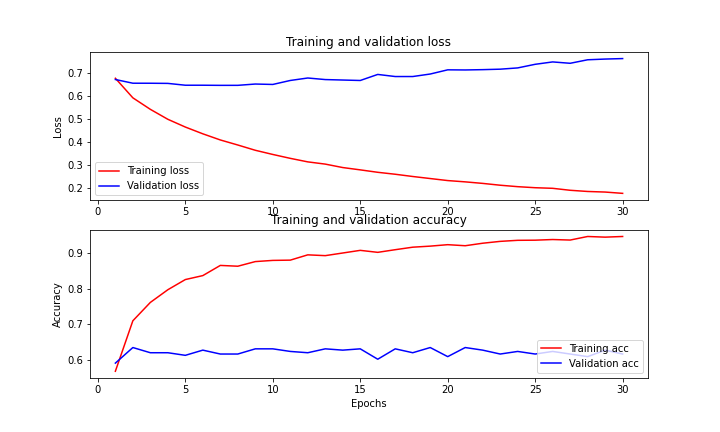 Training and validation loss
0.7
0.6
0.5
0.4
0.3
0.2
Loss
Training loss
Validation loss
0 5 10 15 20 25 30
Training and validation accuracy
0.9
0.8
0.7
0.6
Accuracy
Training acc
Validation acc
0 5 10 15 20 25 30
Epochs